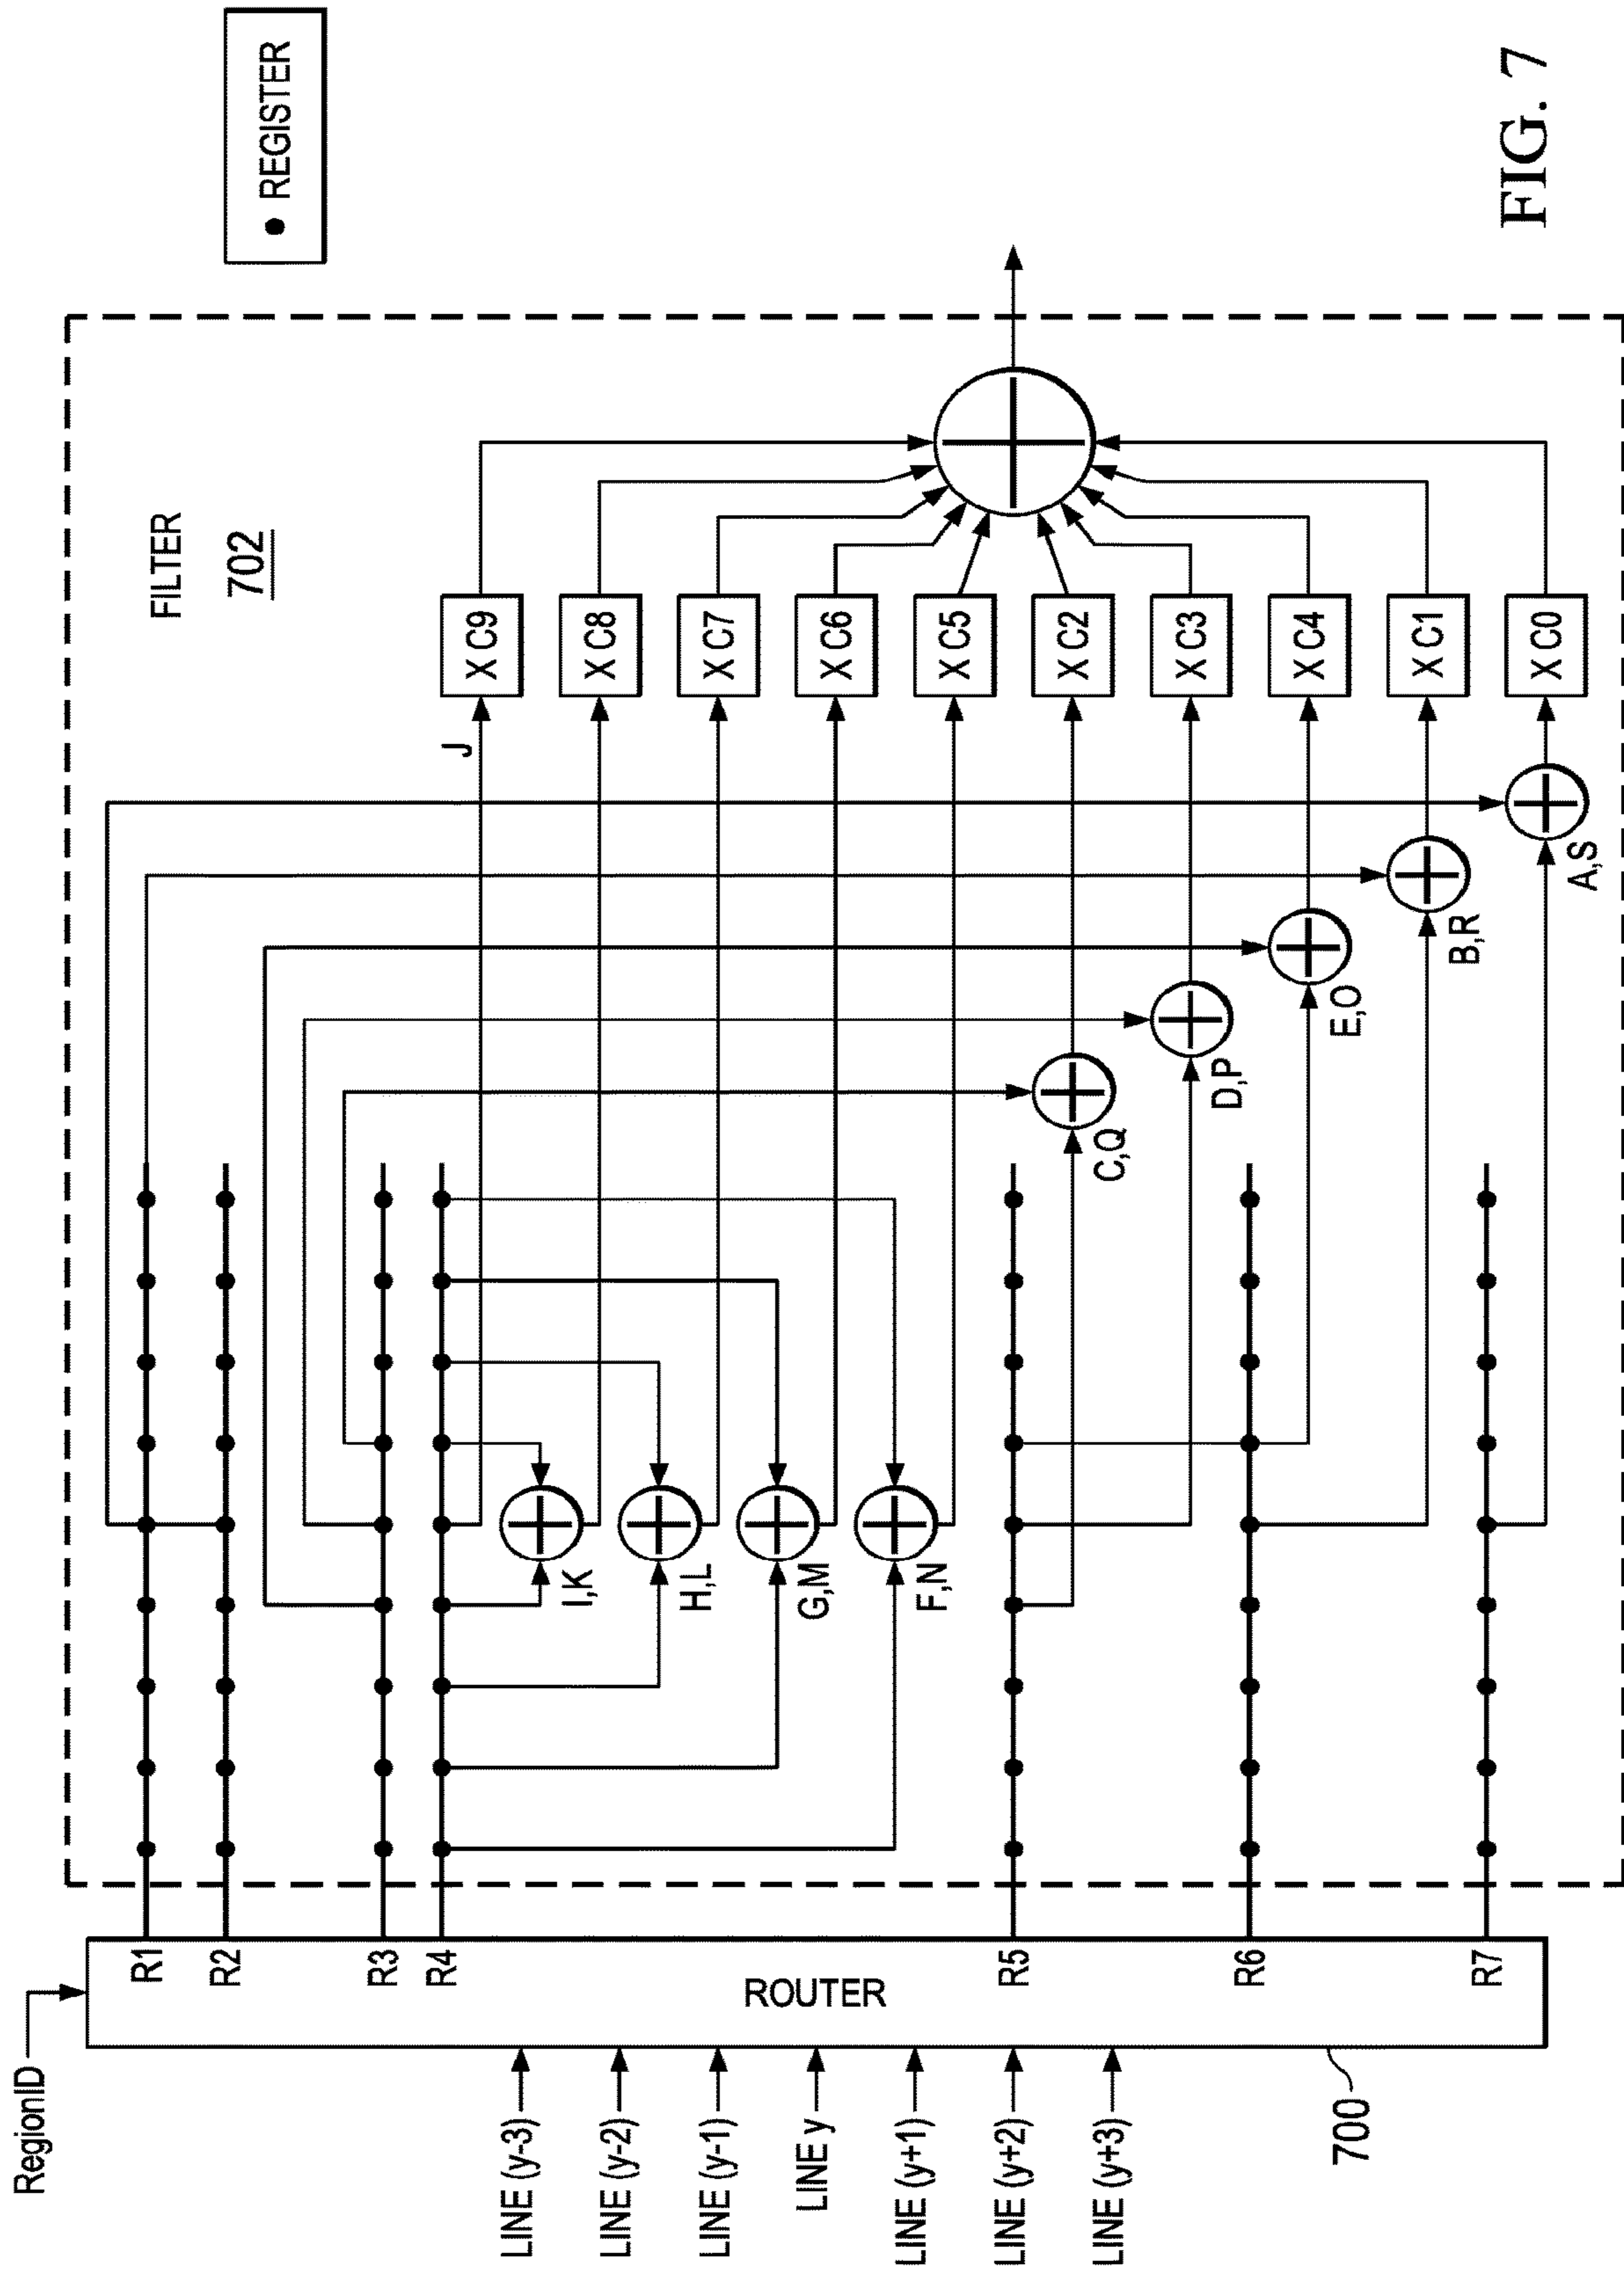 RegionID
LINE (y-3)
LINE (y-2)
LINE (y-1)
LINE y
LINE (y+1)
LINE (y+2)
LINE (y+3)
700
ROUTER
R1
R2
R3
R4
R5
R6
R7
FILTER
702
I,K
H,L
G,M
F,N
C,Q
D,P
E,O
B,R
A,S
J
X C9
X C8
X C7
X C6
X C5
X C2
X C3
X C4
X C1
X C0
● REGISTER
FIG. 7